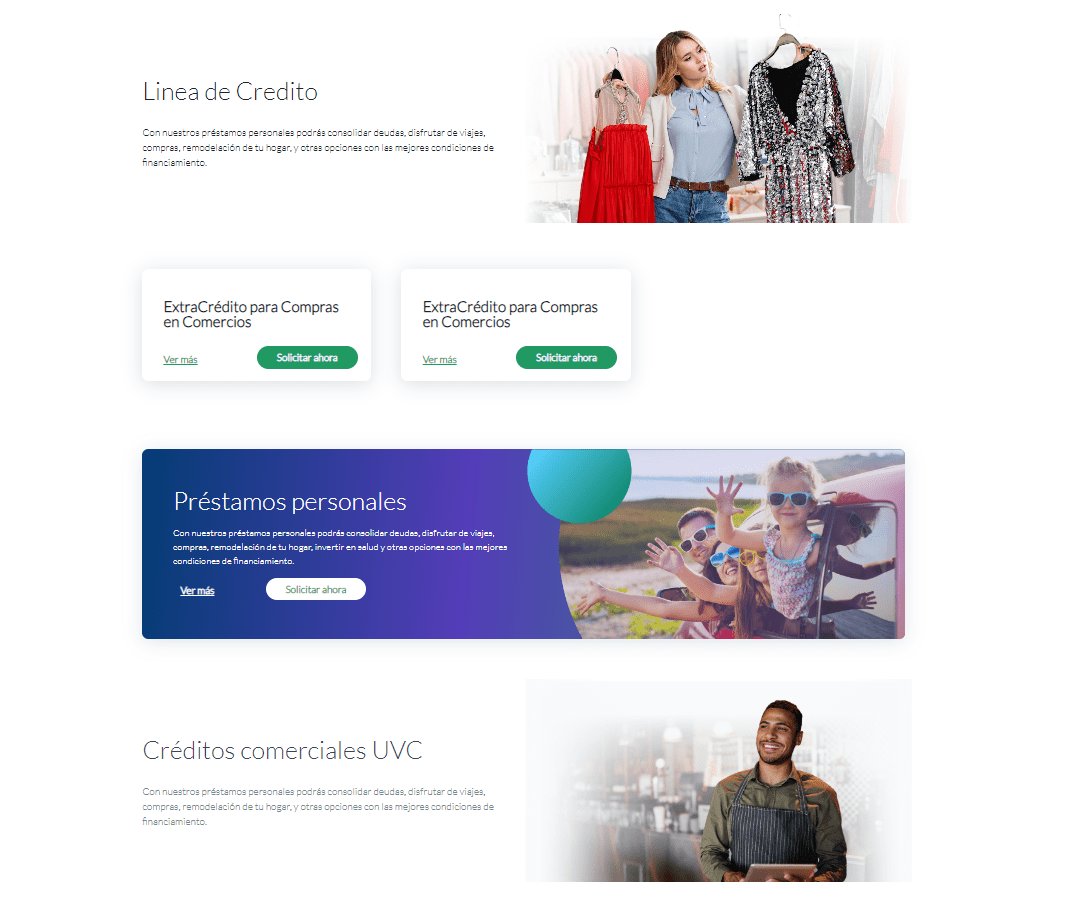 Linea de Credito
Con nuestros préstamos personales podrás consolidar deudas, disfrutar de viajes,
compras, remodelación de tu hogar, y otras opciones con las mejores condiciones de
financiamiento.
ExtraCrédito para Compras
en Comercios
Ver más
Solicitar ahora
ExtraCrédito para Compras
en Comercios
Ver más
Solicitar ahora
Préstamos personales
Con nuestros préstamos personales podrás consolidar deudas, disfrutar de viajes,
compras, remodelación de tu hogar, invertir en salud y otras opciones con las mejores
condiciones de financiamiento.
Ver más
Solicitar ahora
Créditos comerciales UVC
Con nuestros préstamos personales podrás consolidar deudas, disfrutar de viajes,
compras, remodelación de tu hogar, y otras opciones con las mejores condiciones de
financiamiento.